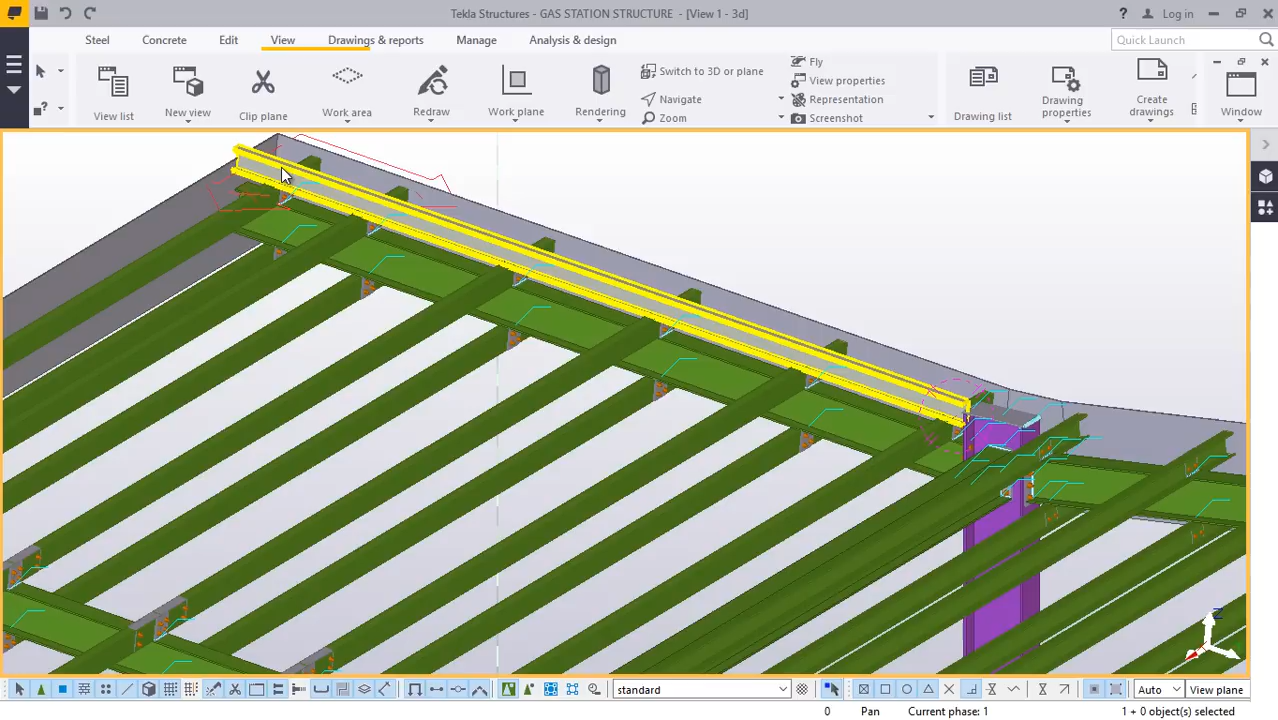 Tekla Structures - GAS STATION STRUCTURE - [View 1 - 3d]
? Log in
Steel Concrete Edit View Drawings & reports Manage Analysis & design Quick Launch
View list
New view
Clip plane
Work area
Redraw
Work plane
Rendering
Switch to 3D or plane
Navigate
Zoom
Fly
View properties
Representation
Screenshot
Drawing list
Drawing properties
Create drawings
Window
Z
standard
Auto
View plane
0 Pan Current phase: 1 1 + 0 object(s) selected